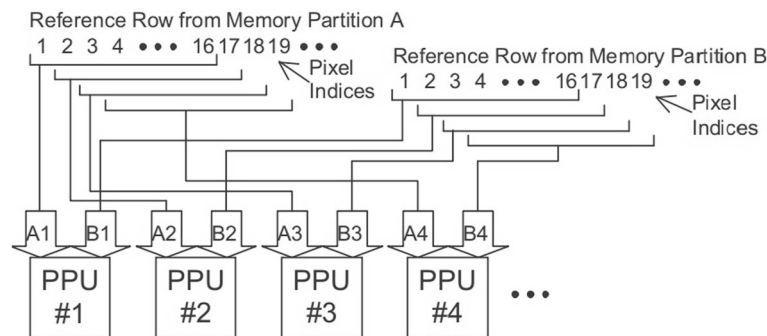 Reference Row from Memory Partition A
1 2 3 4 ••• 16 17 18 19 •••
Pixel
Indices
Reference Row from Memory Partition B
1 2 3 4 ••• 16 17 18 19 •••
Pixel
Indices
A1 B1 A2 B2 A3 B3 A4 B4
PPU PPU PPU PPU
#1 #2 #3 #4 •••